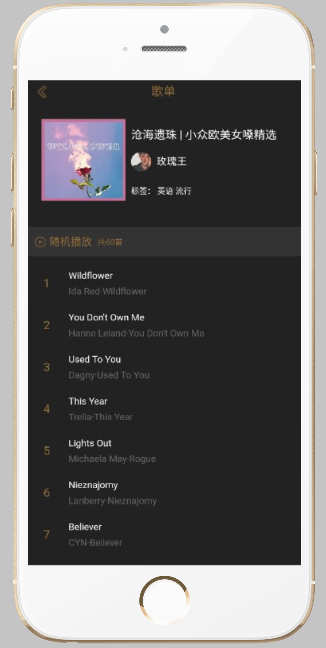 歌单
沧海遗珠 | 小众欧美女嗓精选
玫瑰王
标签： 英语 流行
随机播放 共60首
1
Wildflower
Ida Red-Wildflower
2
You Don't Own Me
Hanne Leland-You Don't Own Me
3
Used To You
Dagny-Used To You
4
This Year
Trella-This Year
5
Lights Out
Michaela May-Rogue
6
Nieznajomy
Lanberry-Nieznajomy
7
Believer
CYN-Believer